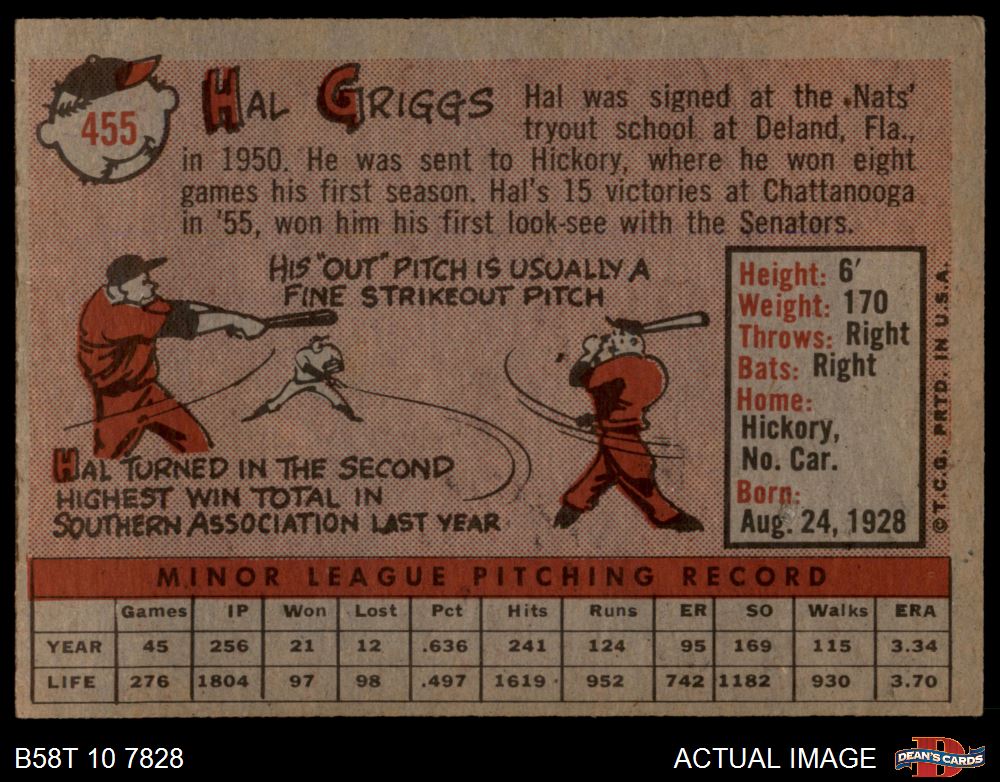 455
HAL GRIGGS
Hal was signed at the Nats'
tryout school at Deland, Fla.,
in 1950. He was sent to Hickory, where he won eight
games his first season. Hal's 15 victories at Chattanooga
in '55, won him his first look-see with the Senators.
HIS "OUT" PITCH IS USUALLY A
FINE STRIKEOUT PITCH
HAL TURNED IN THE SECOND
HIGHEST WIN TOTAL IN
SOUTHERN ASSOCIATION LAST YEAR
Height: 6'
Weight: 170
Throws: Right
Bats: Right
Home:
Hickory,
No. Car.
Born:
Aug. 24, 1928
© T.C.G. PRTD. IN U.S.A.
MINOR LEAGUE PITCHING RECORD
Games IP Won Lost Pct Hits Runs ER SO Walks ERA
YEAR 45 256 21 12 .636 241 124 95 169 115 3.34
LIFE 276 1804 97 98 .497 1619 952 742 1182 930 3.70
B58T 10 7828
ACTUAL IMAGE
D
DEAN'S CARDS